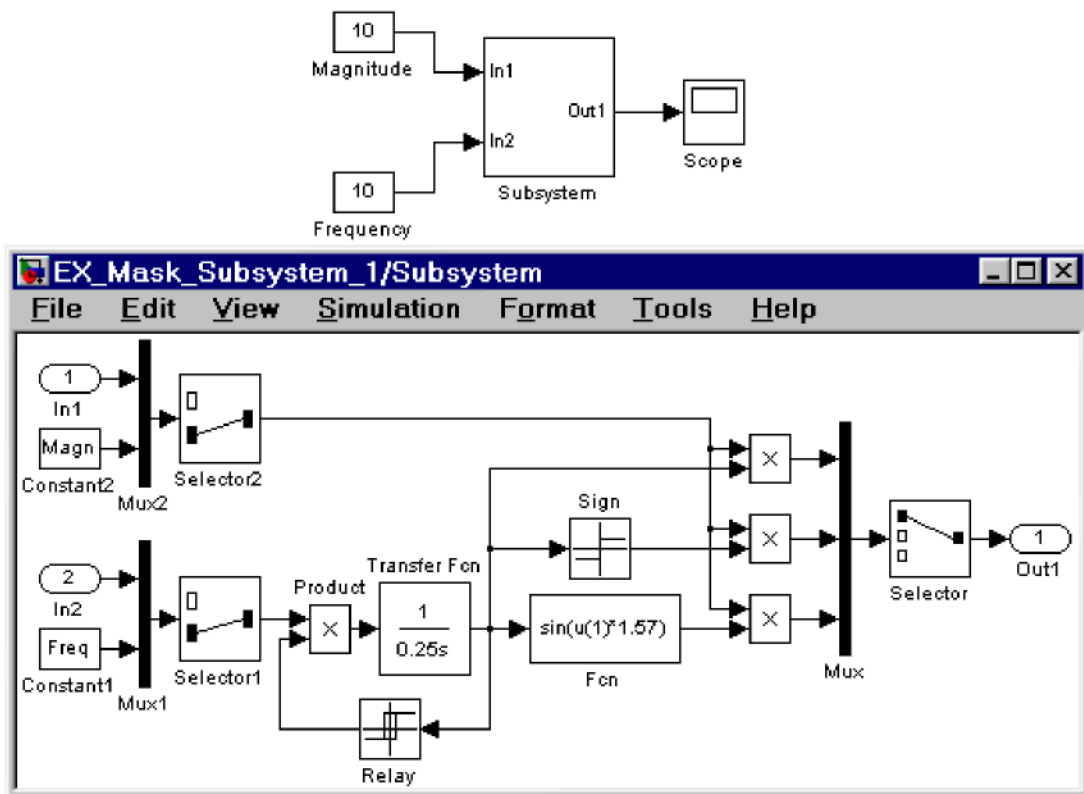 10
Magnitude
In1
Out1
In2
Scope
10
Subsystem
Frequency
EX_Mask_Subsystem_1/Subsystem
File Edit View Simulation Format Tools Help
1
In1
Magn
Constant2
Mux2
Selector2
×
Sign
×
Selector
1
Out1
2
In2
Freq
Constant1
Mux1
Selector1
Product
×
Transfer Fcn
1
0.25s
sin(u(1)*1.57)
Fcn
×
Mux
Relay